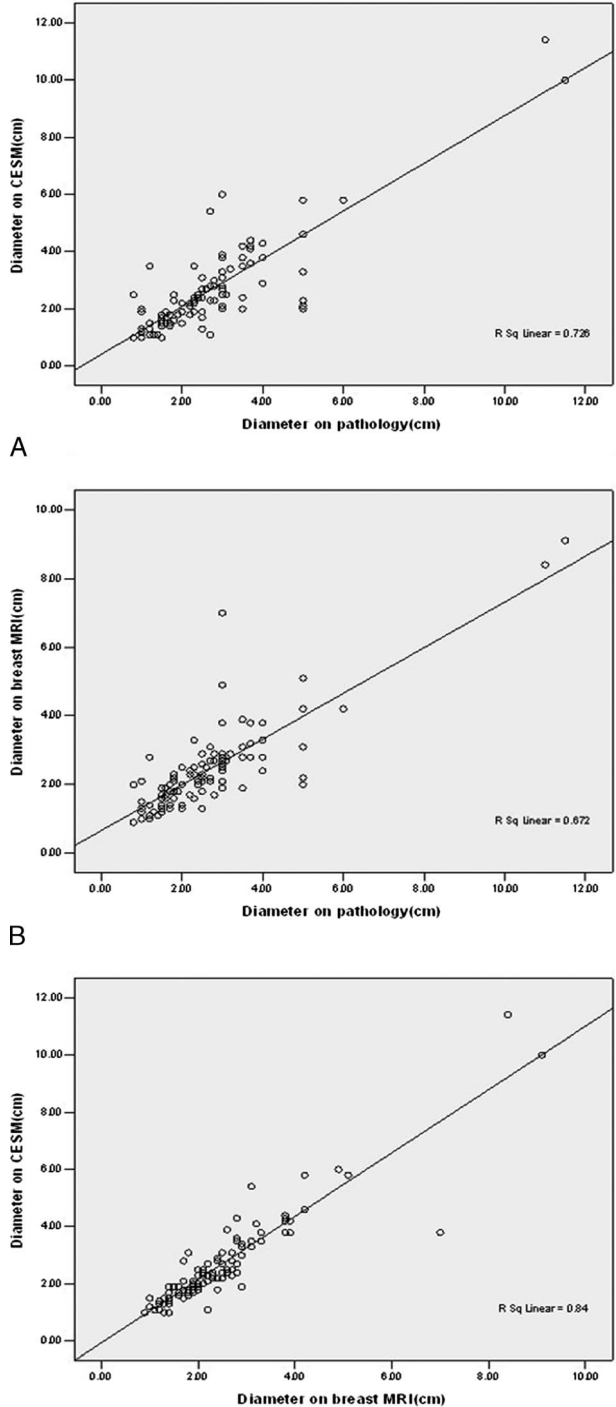 12.00
10.00
8.00
6.00
4.00
2.00
0.00
Diameter on CESM(cm)
R Sq Linear = 0.726
0.00 2.00 4.00 6.00 8.00 10.00 12.00
Diameter on pathology(cm)
A
10.00
8.00
6.00
4.00
2.00
0.00
Diameter on breast MRI(cm)
R Sq Linear = 0.672
0.00 2.00 4.00 6.00 8.00 10.00 12.00
Diameter on pathology(cm)
B
12.00
10.00
8.00
6.00
4.00
2.00
0.00
Diameter on CESM(cm)
R Sq Linear = 0.84
0.00 2.00 4.00 6.00 8.00 10.00
Diameter on breast MRI(cm)